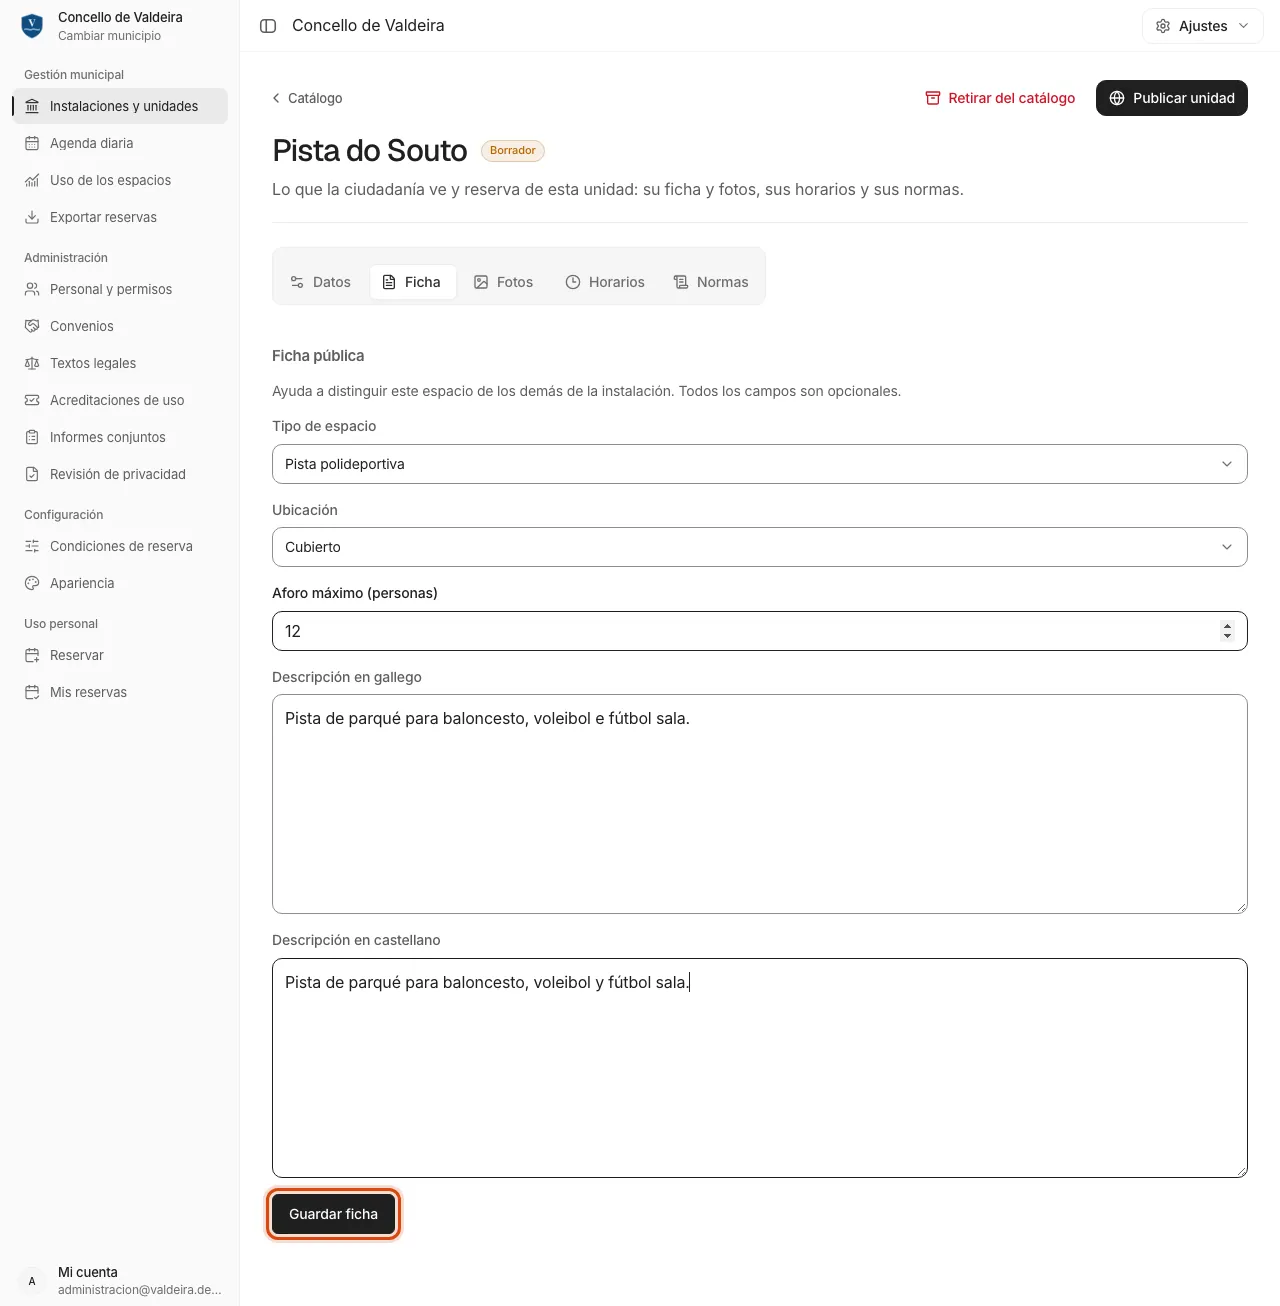 Concello de Valdeira
Cambiar municipio
Gestión municipal
Instalaciones y unidades
Agenda diaria
Uso de los espacios
Exportar reservas
Administración
Personal y permisos
Convenios
Textos legales
Acreditaciones de uso
Informes conjuntos
Revisión de privacidad
Configuración
Condiciones de reserva
Apariencia
Uso personal
Reservar
Mis reservas
A
Mi cuenta
administracion@valdeira.de...
Concello de Valdeira
Ajustes
Catálogo
Retirar del catálogo
Publicar unidad
Pista do Souto
Borrador
Lo que la ciudadanía ve y reserva de esta unidad: su ficha y fotos, sus horarios y sus normas.
Datos
Ficha
Fotos
Horarios
Normas
Ficha pública
Ayuda a distinguir este espacio de los demás de la instalación. Todos los campos son opcionales.
Tipo de espacio
Pista polideportiva
Ubicación
Cubierto
Aforo máximo (personas)
12
Descripción en gallego
Pista de parqué para baloncesto, voleibol e fútbol sala.
Descripción en castellano
Pista de parqué para baloncesto, voleibol y fútbol sala.
Guardar ficha